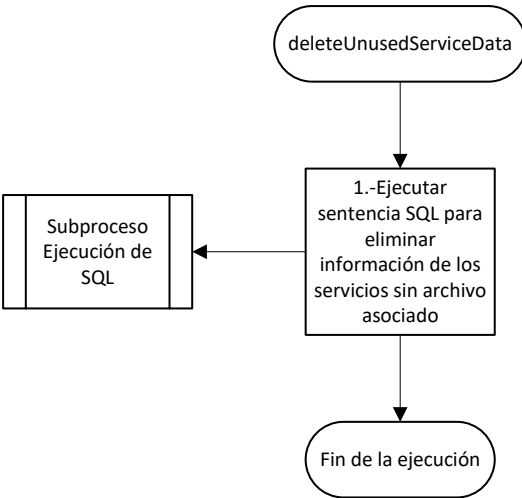 deleteUnusedServiceData
1.-Ejecutar
sentencia SQL para
eliminar
información de los
servicios sin archivo
asociado
Subproceso
Ejecución de
SQL
Fin de la ejecución